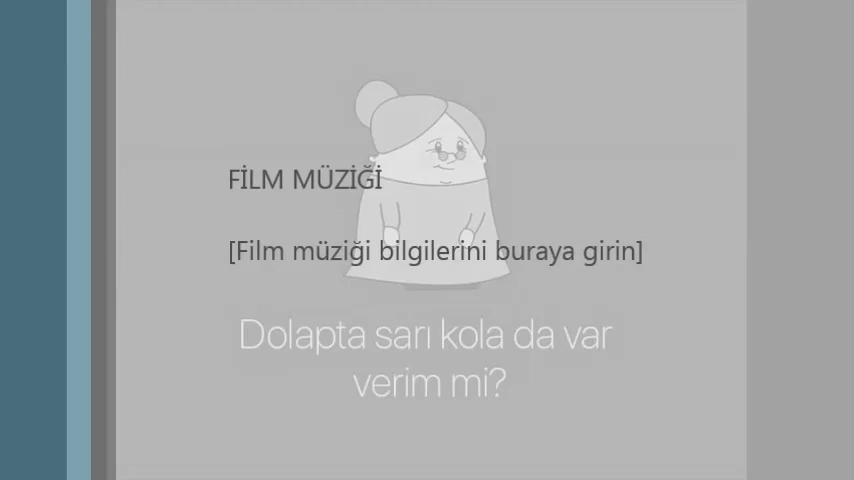 FİLM MÜZİĞİ
[Film müziği bilgilerini buraya girin]
Dolapta sarı kola da var
verim mi?